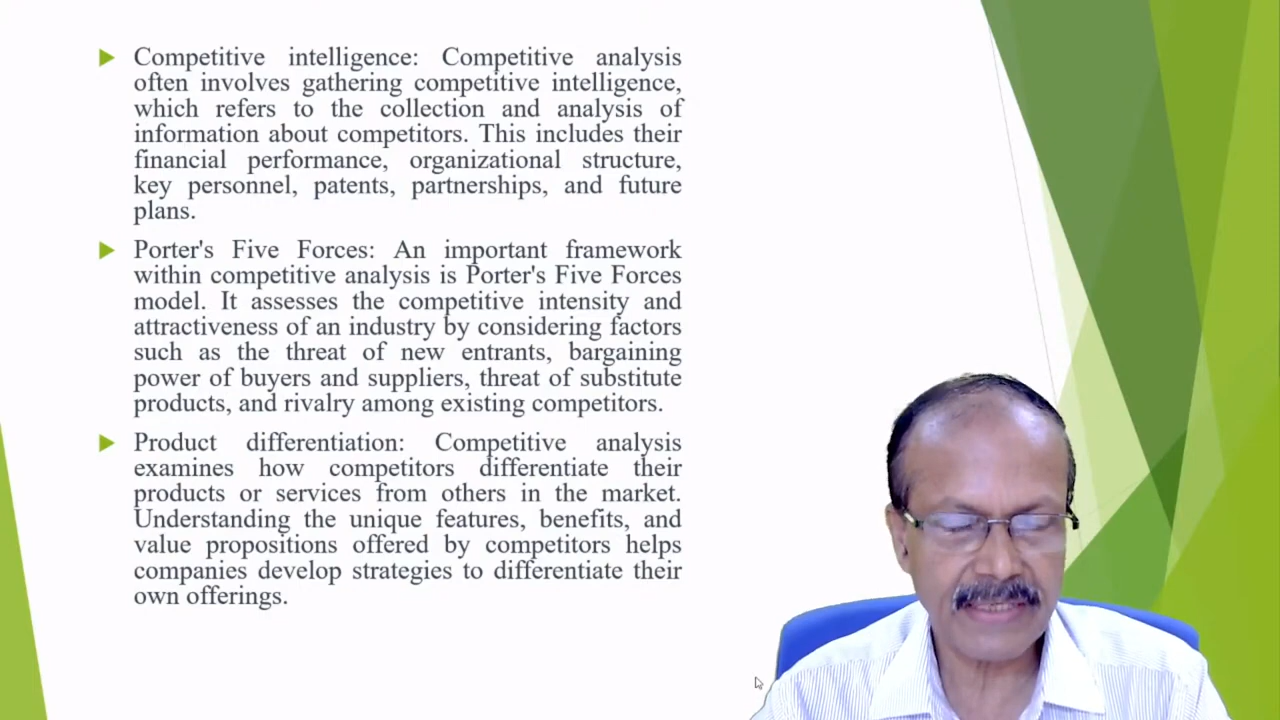 Competitive intelligence: Competitive analysis
often involves gathering competitive intelligence,
which refers to the collection and analysis of
information about competitors. This includes their
financial performance, organizational structure,
key personnel, patents, partnerships, and future
plans.
Porter's Five Forces: An important framework
within competitive analysis is Porter's Five Forces
model. It assesses the competitive intensity and
attractiveness of an industry by considering factors
such as the threat of new entrants, bargaining
power of buyers and suppliers, threat of substitute
products, and rivalry among existing competitors.
Product differentiation: Competitive analysis
examines how competitors differentiate their
products or services from others in the market.
Understanding the unique features, benefits, and
value propositions offered by competitors helps
companies develop strategies to differentiate their
own offerings.